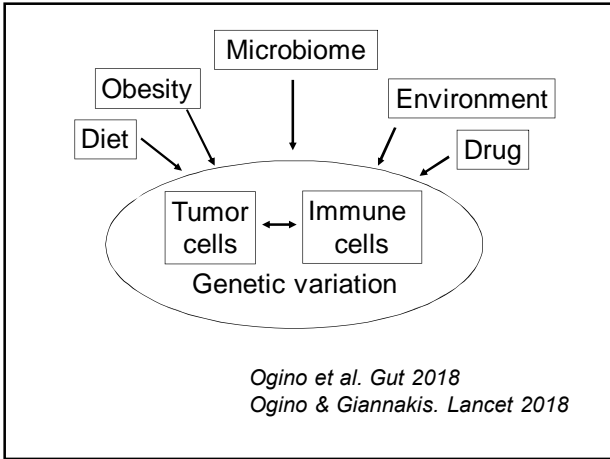 Microbiome
Obesity
Environment
Diet
Drug
Tumor
cells
Immune
cells
Genetic variation
Ogino et al. Gut 2018
Ogino & Giannakis. Lancet 2018